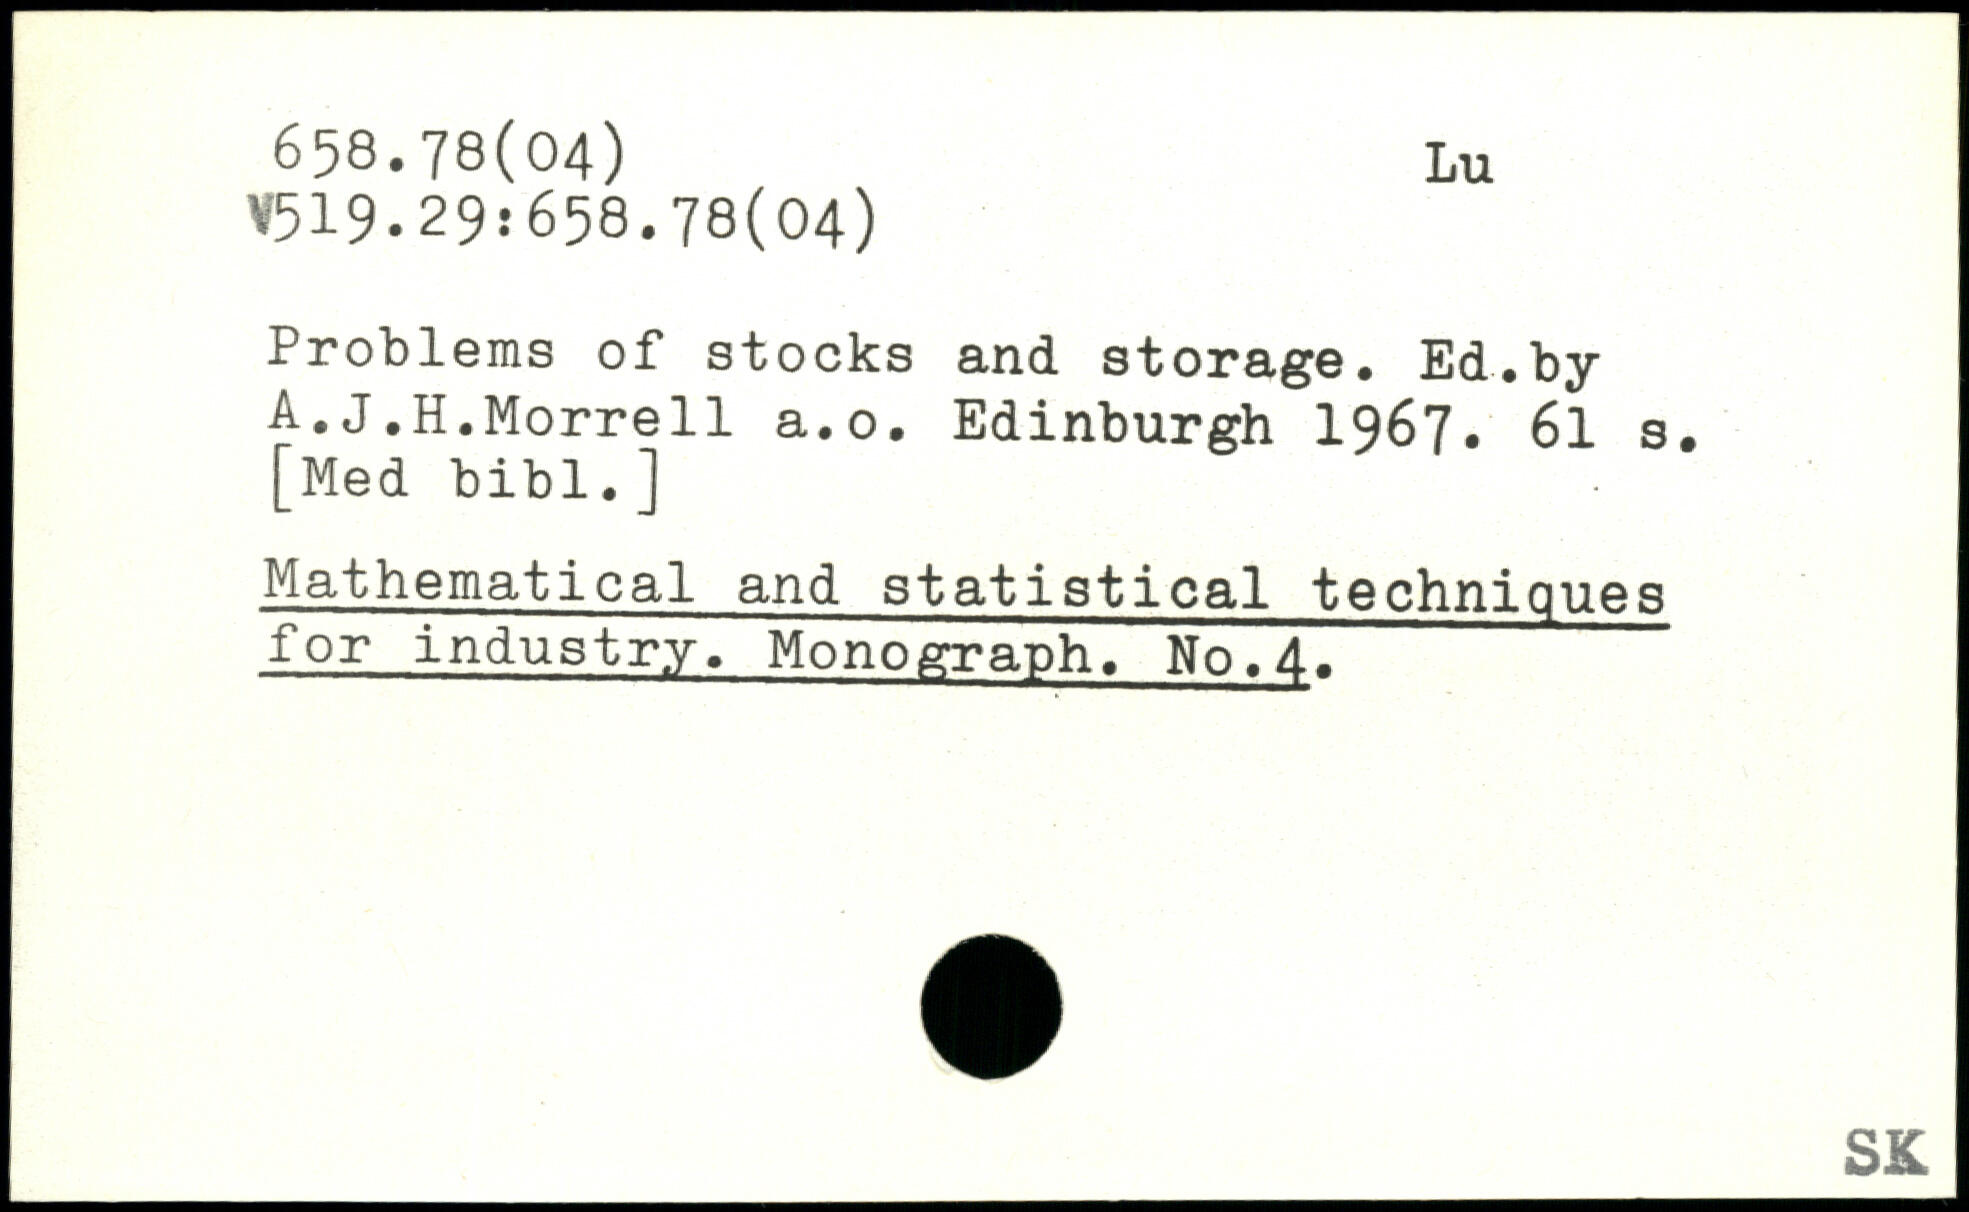 658.78(04)
Lu
V519.29:658.78(04)
Problems of stocks and storage. Ed.by
A.J.H.Morrell a.o. Edinburgh 1967. 61 s.
[Med bibl.]
Mathematical and statistical techniques
for industry. Monograph. No.4.
SK